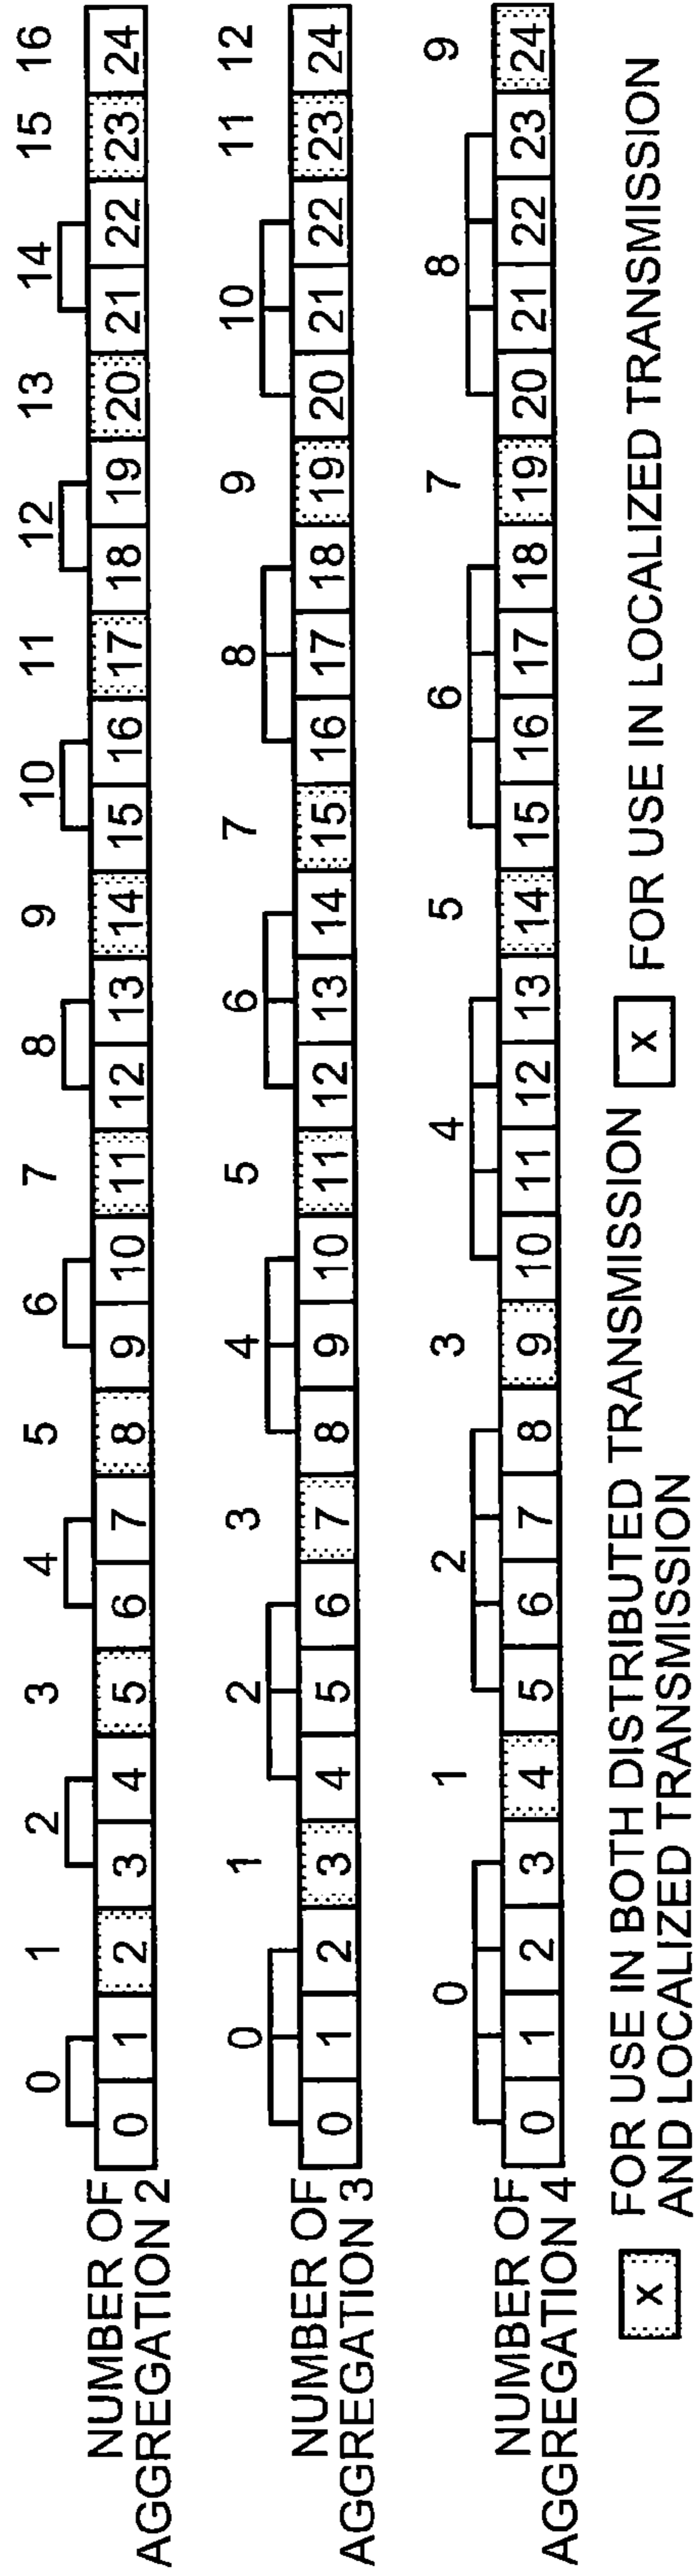 0 1 2 3 4 5 6 7 8 9 10 11 12 13 14 15 16
NUMBER OF
AGGREGATION 2
0 1 2 3 4 5 6 7 8 9 10 11 12 13 14 15 16 17 18 19 20 21 22 23 24
0 1 2 3 4 5 6 7 8 9 10 11 12
NUMBER OF
AGGREGATION 3
0 1 2 3 4 5 6 7 8 9 10 11 12 13 14 15 16 17 18 19 20 21 22 23 24
0 1 2 3 4 5 6 7 8 9
NUMBER OF
AGGREGATION 4
0 1 2 3 4 5 6 7 8 9 10 11 12 13 14 15 16 17 18 19 20 21 22 23 24
X FOR USE IN BOTH DISTRIBUTED TRANSMISSION
AND LOCALIZED TRANSMISSION
X FOR USE IN LOCALIZED TRANSMISSION